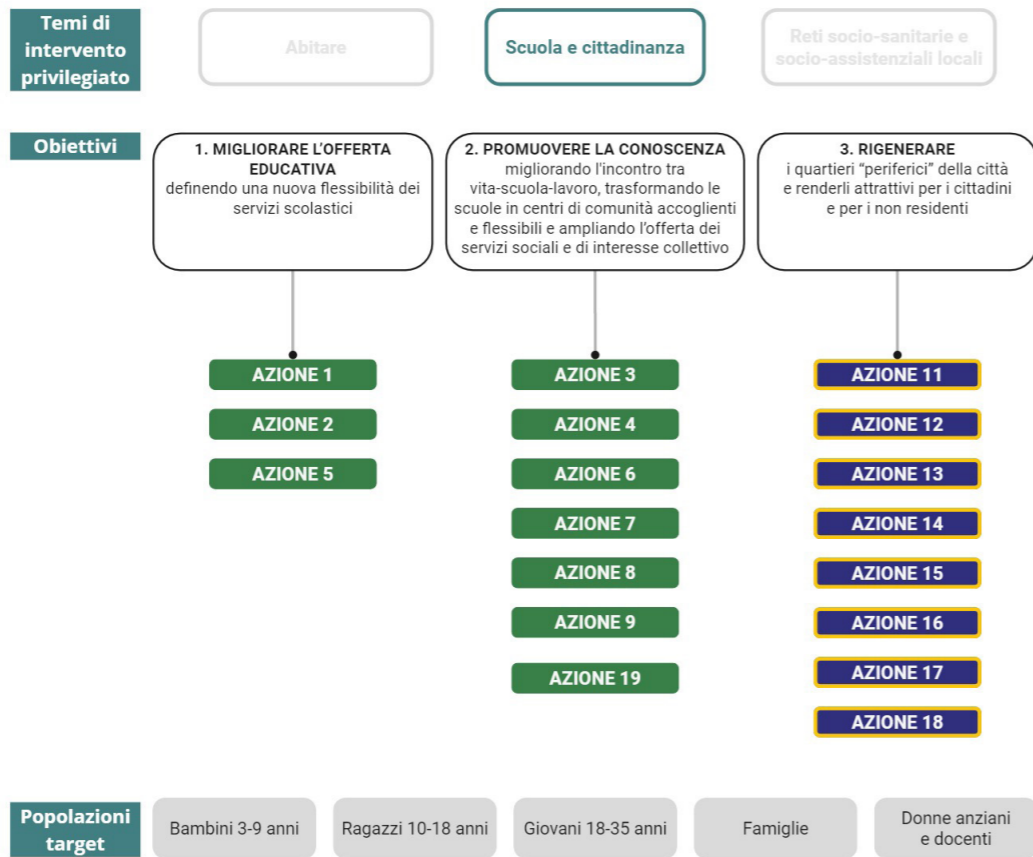 Temi di
intervento
privilegiato
Abitare
Scuola e cittadinanza
Reti socio-sanitarie e
socio-assistenziali locali
Obiettivi
1. MIGLIORARE L'OFFERTA
EDUCATIVA
definendo una nuova flessibilità dei
servizi scolastici
2. PROMUOVERE LA CONOSCENZA
migliorando l'incontro tra
vita-scuola-lavoro, trasformando le
scuole in centri di comunità accoglienti
e flessibili e ampliando l'offerta dei
servizi sociali e di interesse collettivo
3. RIGENERARE
i quartieri "periferici" della città
e renderli attrattivi per i cittadini
e per i non residenti
AZIONE 1
AZIONE 2
AZIONE 5
AZIONE 3
AZIONE 4
AZIONE 6
AZIONE 7
AZIONE 8
AZIONE 9
AZIONE 19
AZIONE 11
AZIONE 12
AZIONE 13
AZIONE 14
AZIONE 15
AZIONE 16
AZIONE 17
AZIONE 18
Popolazioni
target
Bambini 3-9 anni
Ragazzi 10-18 anni
Giovani 18-35 anni
Famiglie
Donne anziani
e docenti